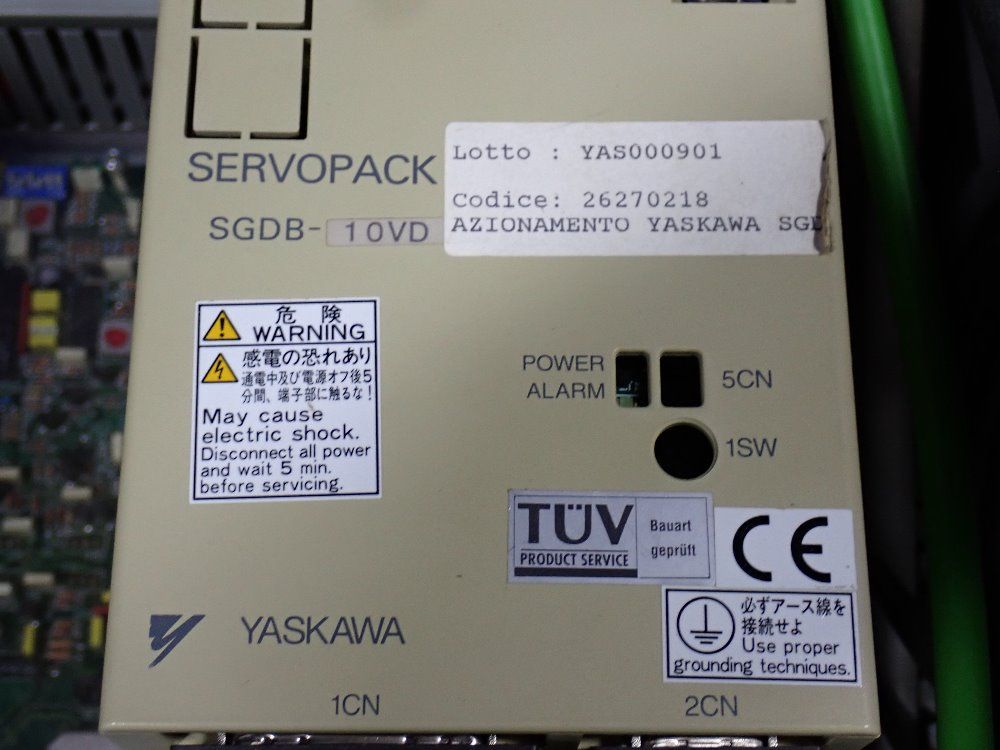 SERVOPACK
SGDB-10VD
Lotto : YAS000901
Codice: 26270218
AZIONAMENTO YASKAWA
危険
WARNING
感電の恐れあり
通電中及び電源オフ後5
分間、端子部に触るな!
May cause
electric shock.
Disconnect all power
and wait 5 min.
before servicing.
POWER
ALARM
5CN
1SW
TÜV
PRODUCT SERVICE
Bauart
geprüft
CE
必ずアース線を
接続せよ
Use proper
grounding techniques.
YASKAWA
1CN
2CN